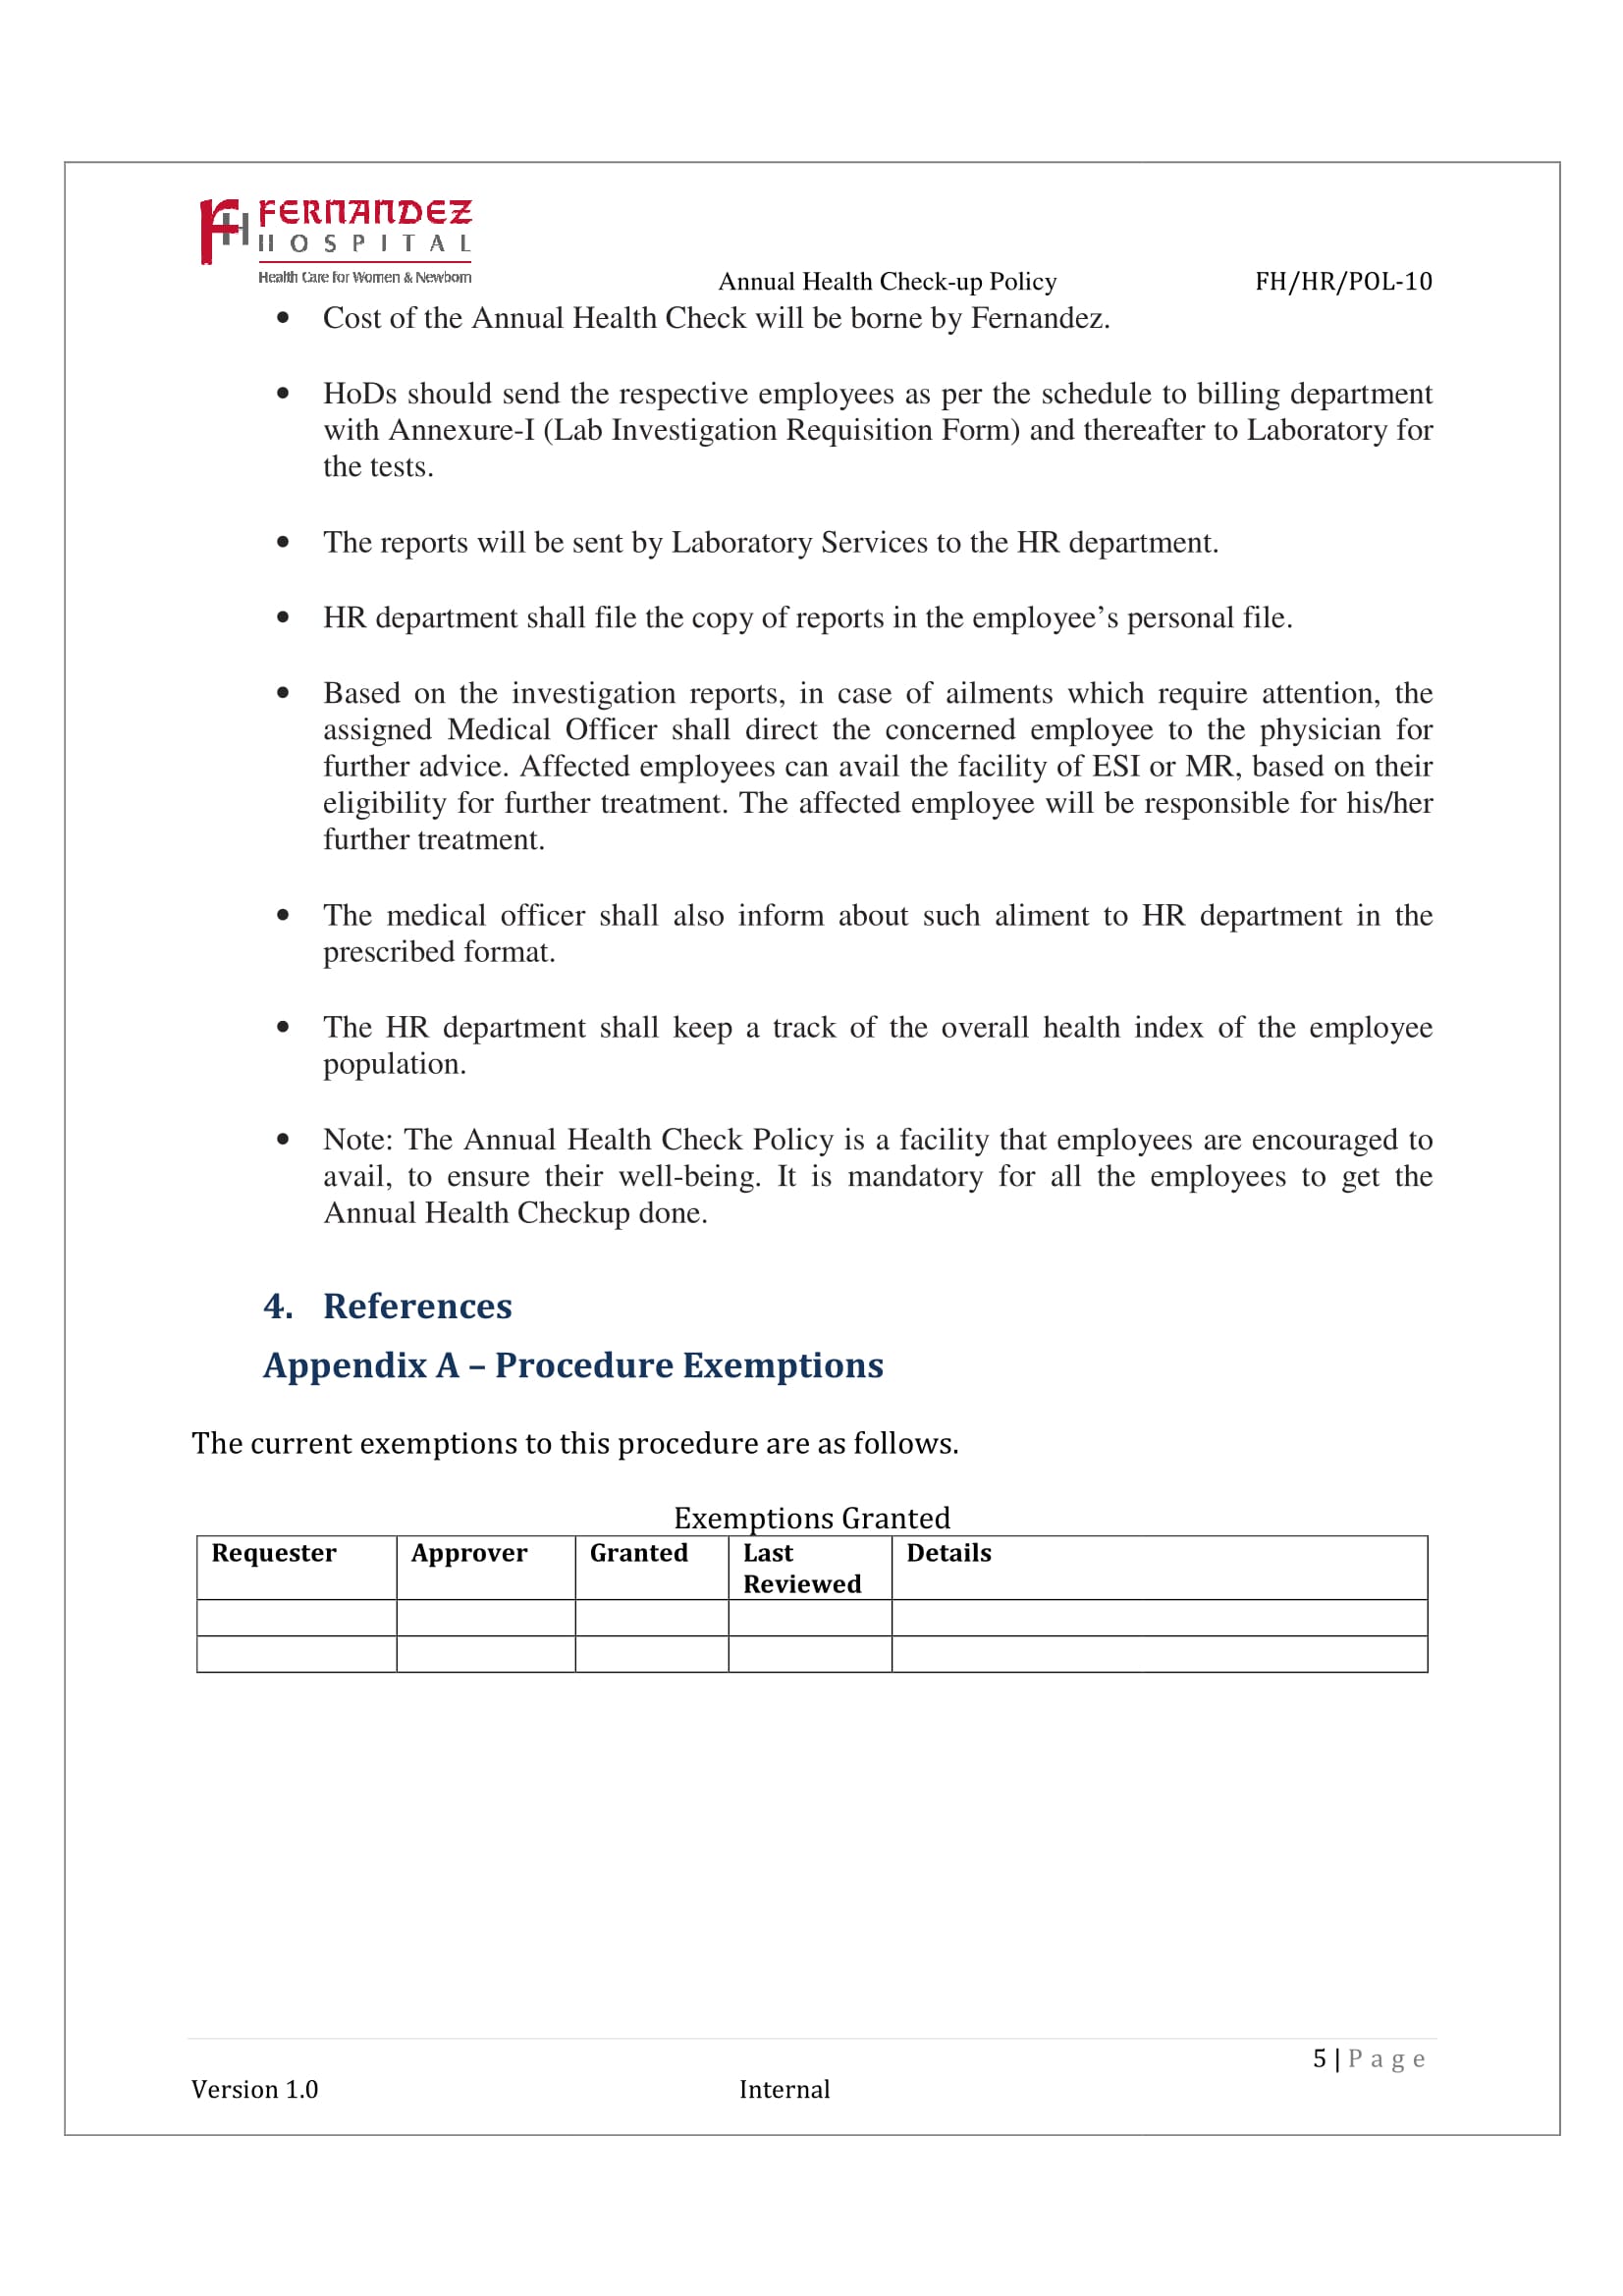 FERNANDEZ
HOSPITAL
Health Care for Women & Newborn
Annual Health Check-up Policy FH/HR/POL-10
• Cost of the Annual Health Check will be borne by Fernandez.
• HoDs should send the respective employees as per the schedule to billing department
with Annexure-I (Lab Investigation Requisition Form) and thereafter to Laboratory for
the tests.
• The reports will be sent by Laboratory Services to the HR department.
• HR department shall file the copy of reports in the employee’s personal file.
• Based on the investigation reports, in case of ailments which require attention, the
assigned Medical Officer shall direct the concerned employee to the physician for
further advice. Affected employees can avail the facility of ESI or MR, based on their
eligibility for further treatment. The affected employee will be responsible for his/her
further treatment.
• The medical officer shall also inform about such aliment to HR department in the
prescribed format.
• The HR department shall keep a track of the overall health index of the employee
population.
• Note: The Annual Health Check Policy is a facility that employees are encouraged to
avail, to ensure their well-being. It is mandatory for all the employees to get the
Annual Health Checkup done.
4. References
Appendix A – Procedure Exemptions
The current exemptions to this procedure are as follows.
Exemptions Granted
Requester Approver Granted Last Details
Reviewed
5 | Page
Version 1.0 Internal